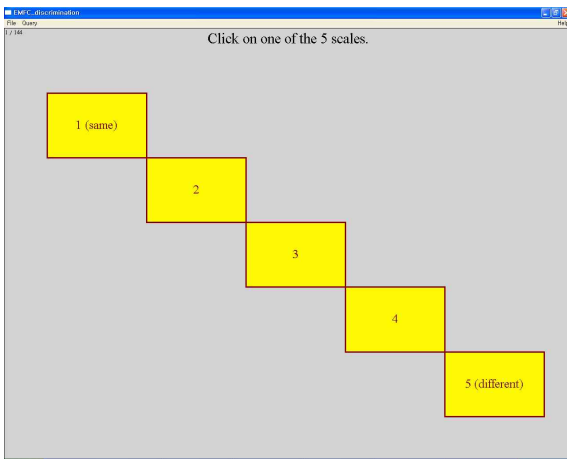 EMFC_discrimination
File Query Help
1 / 144
Click on one of the 5 scales.
1 (same)
2
3
4
5 (different)